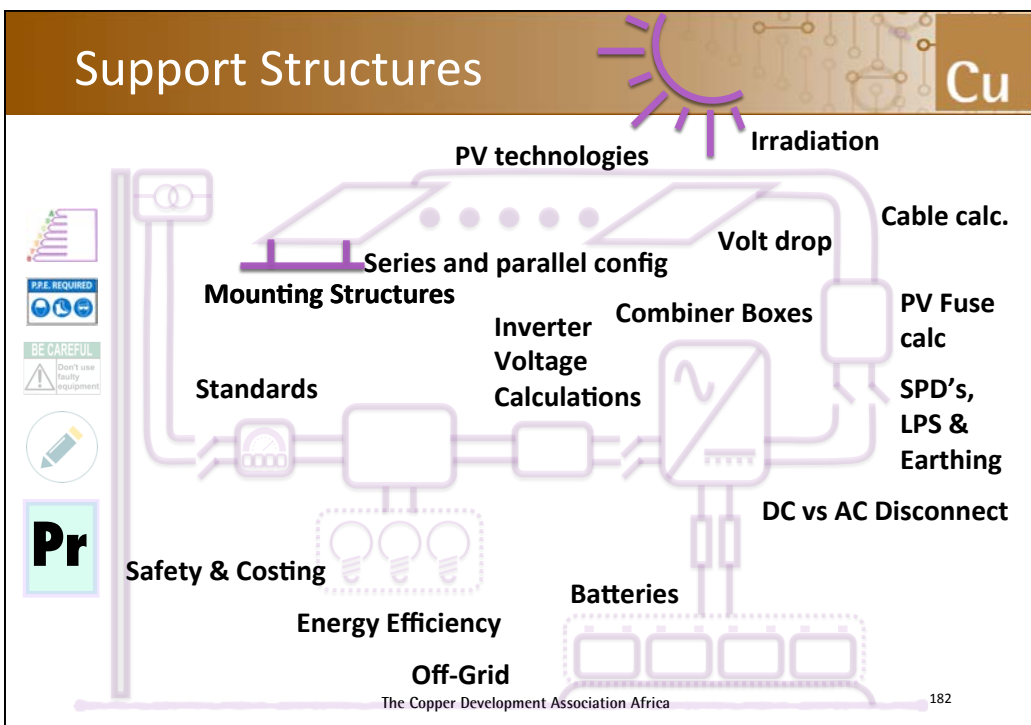 Support Structures
Cu
Irradiation
PV technologies
Cable calc.
Volt drop
Series and parallel config
Mounting Structures
P.P.E. REQUIRED
Combiner Boxes
PV Fuse
calc
Inverter
Voltage
Calculations
BE CAREFUL
Don't use
faulty
equipment
Standards
SPD's,
LPS &
Earthing
DC vs AC Disconnect
Pr
Safety & Costing
Batteries
Energy Efficiency
Off-Grid
The Copper Development Association Africa
182